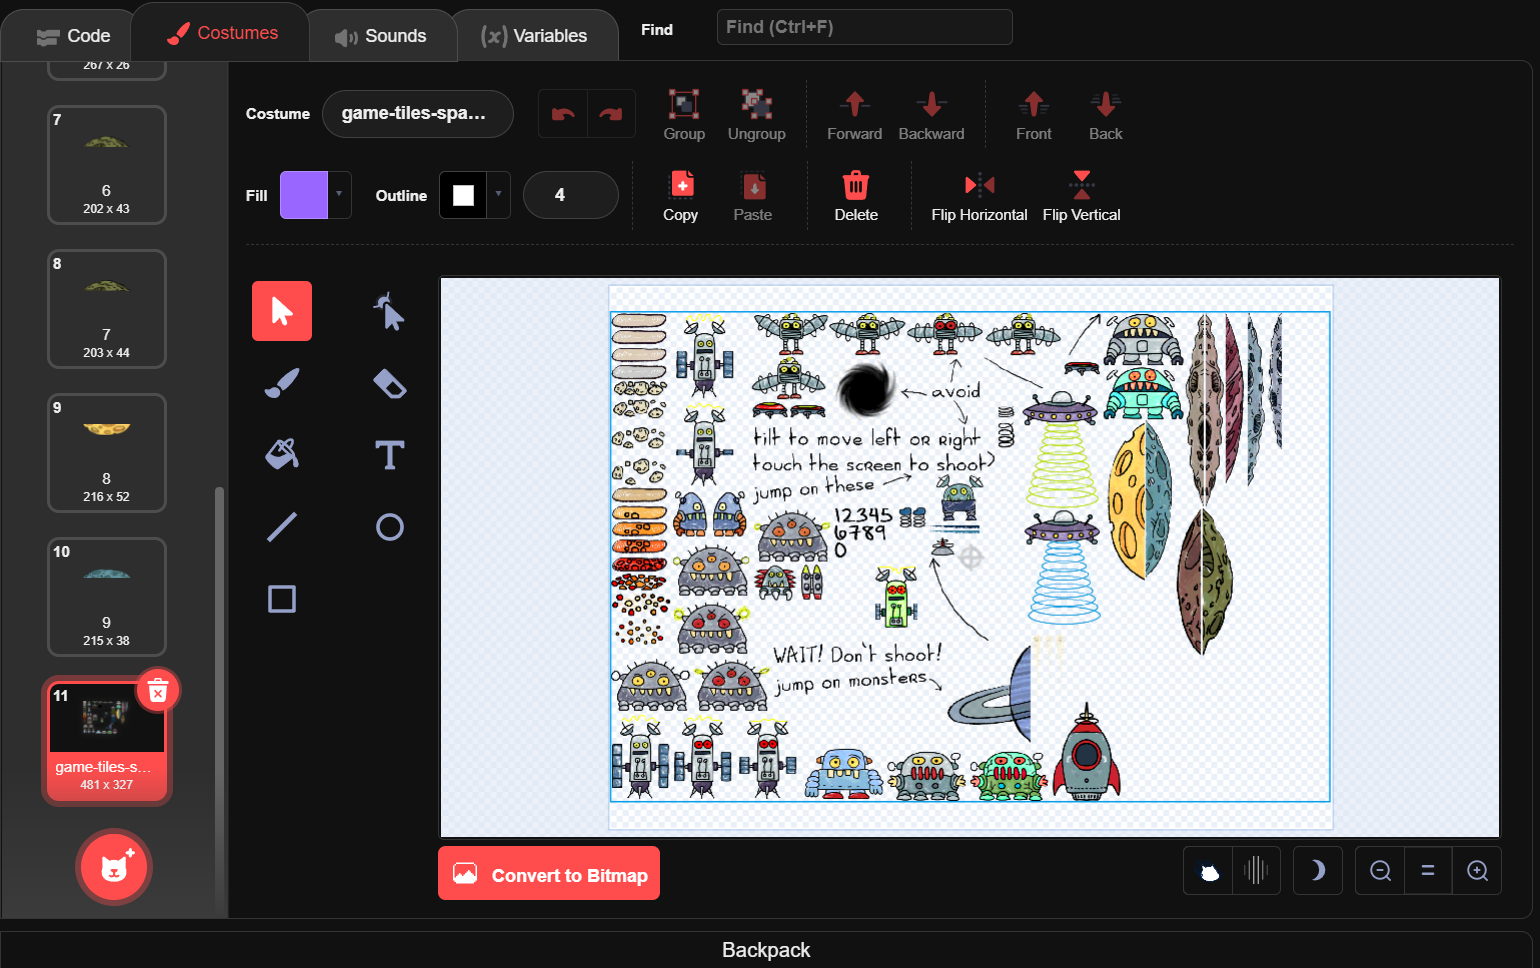 Code
Costumes
Sounds
(x) Variables
Find
Find (Ctrl+F)
267 x 26
7
6
202 x 43
8
7
203 x 44
9
8
216 x 52
10
9
215 x 38
11
game-tiles-s...
481 x 327
Costume
game-tiles-spa...
Group
Ungroup
Forward
Backward
Front
Back
Fill
Outline
4
Copy
Paste
Delete
Flip Horizontal
Flip Vertical
T
avoid
tilt to move left or right
touch the screen to shoot)
jump on these
12345
6789
0
WAIT! Don't shoot!
jump on monsters
Convert to Bitmap
=
Backpack